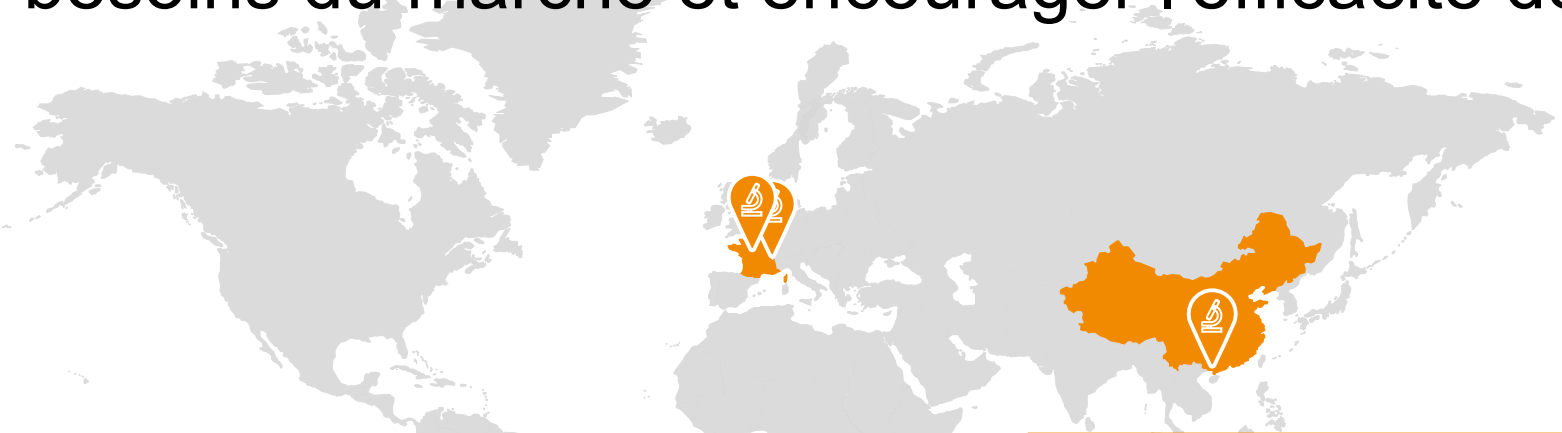 besoins du marché et encourager l'efficacité de